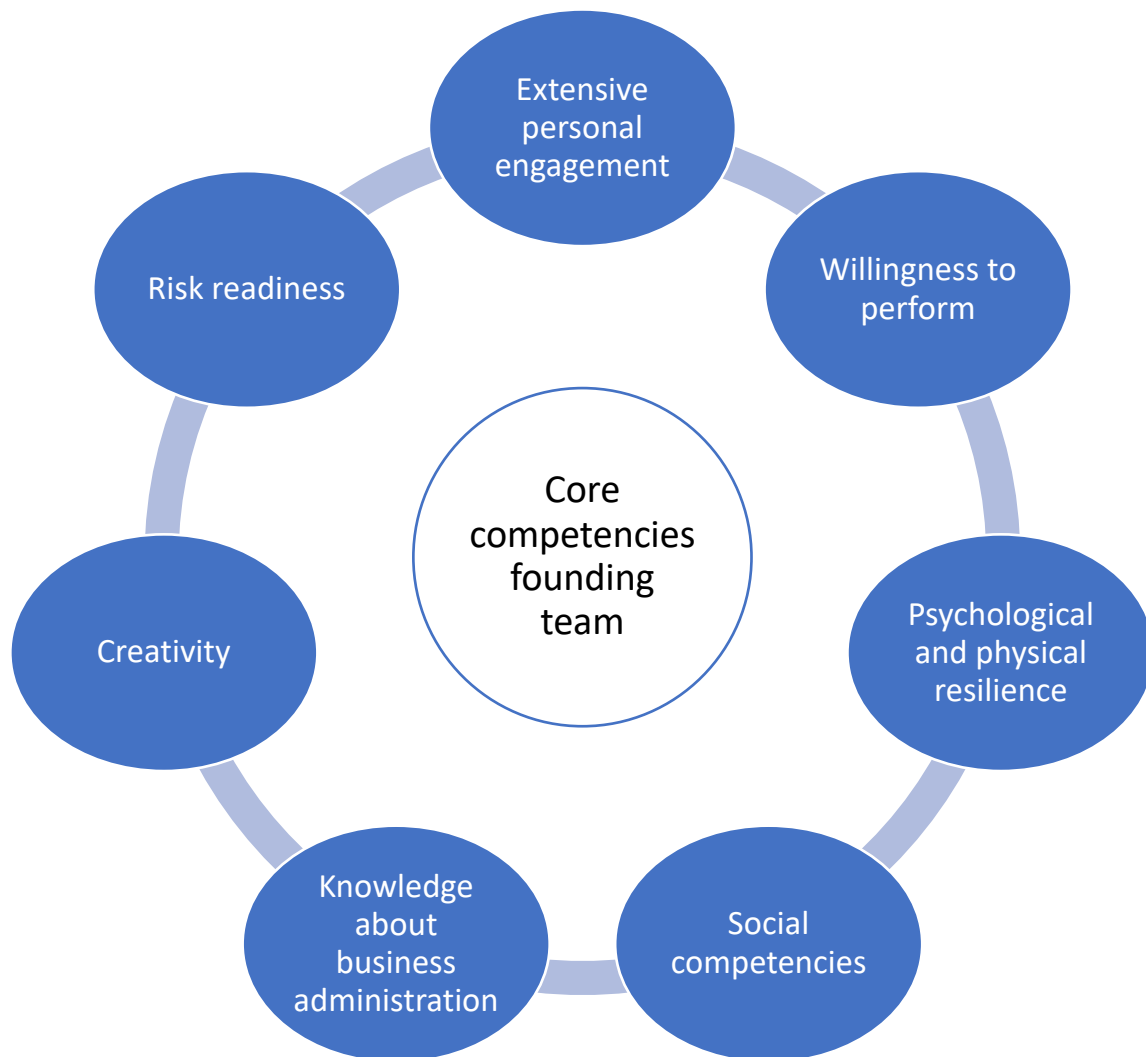 Extensive
personal
engagement
Willingness to
perform
Psychological
and physical
resilience
Social
competencies
Knowledge
about
business
administration
Creativity
Risk readiness
Core
competencies
founding
team